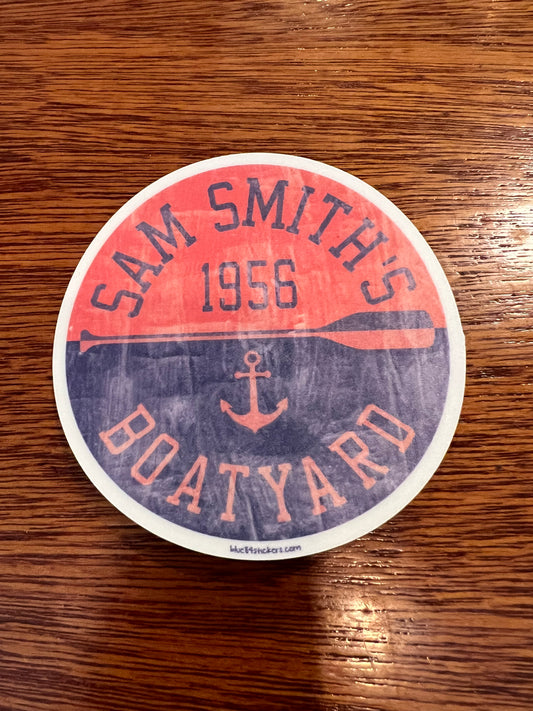 SAM SMITH'S
1956
BOATYARD
blue84stickers.com